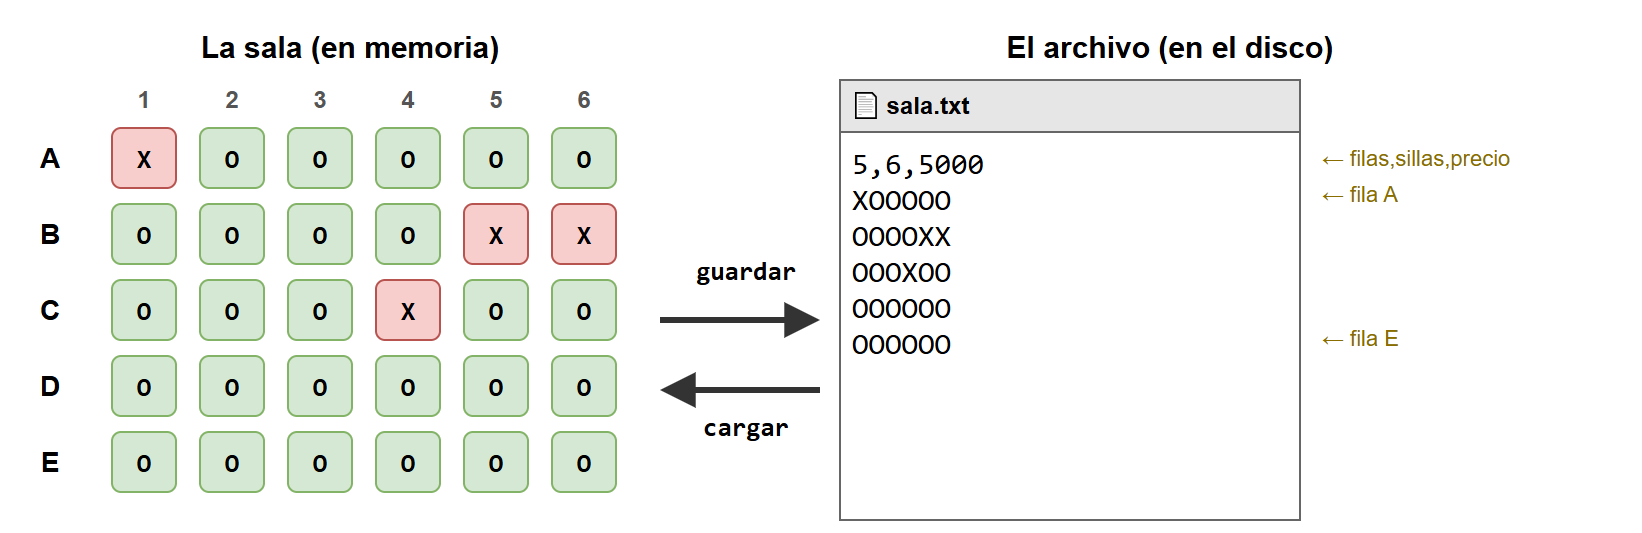 La sala (en memoria)
1 2 3 4 5 6
A X O O O O O
B O O O O X X
C O O O X O O
D O O O O O O
E O O O O O O
guardar
cargar
El archivo (en el disco)
sala.txt
5,6,5000
XOOOOO
OOOOXX
OOOXOO
OOOOOO
OOOOOO
← filas,sillas,precio
← fila A
← fila E